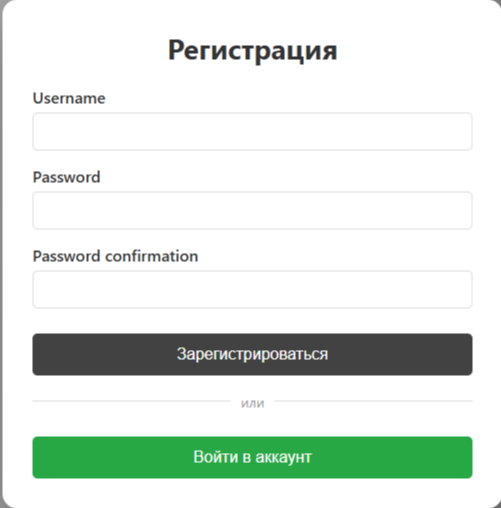 Регистрация
Username
Password
Password confirmation
Зарегистрироваться
или
Войти в аккаунт